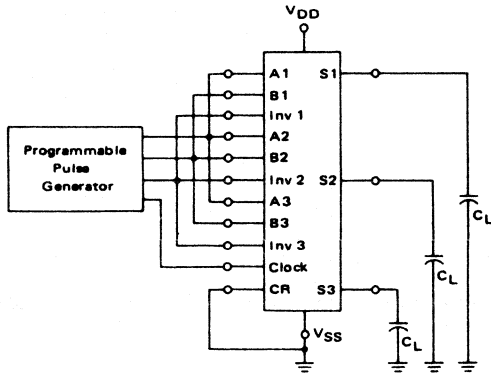 VDD
A1 S1
B1
Inv 1
A2
B2
Inv 2 S2
A3
B3
Inv 3
Clock
CR S3
Programmable
Pulse
Generator
CL
CL
CL
VSS